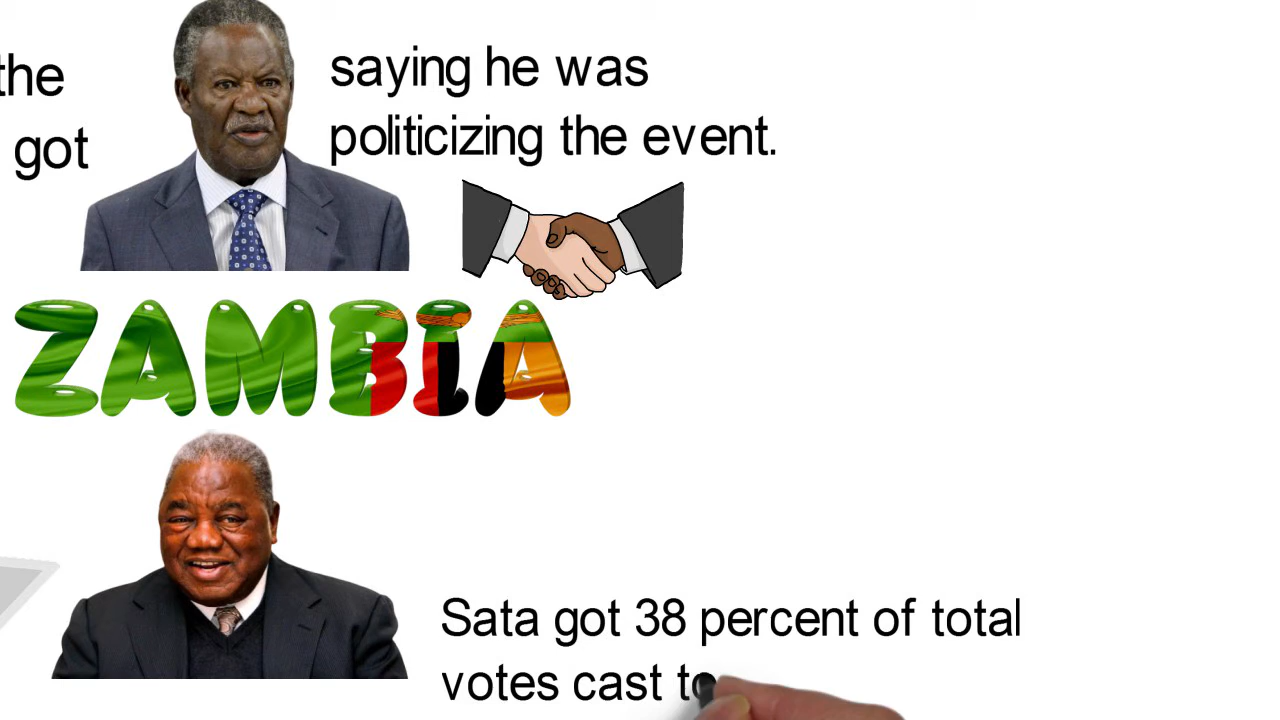 the
got
saying he was
politicizing the event.
ZAMBIA
Sata got 38 percent of total
votes cast to